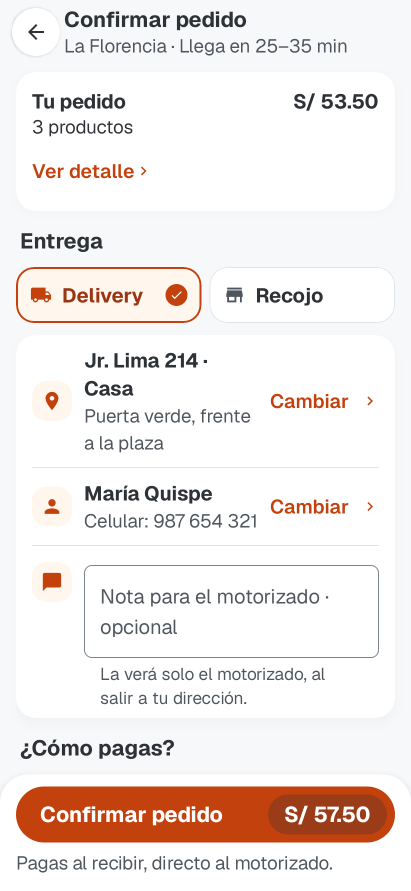 Confirmar pedido
La Florencia · Llega en 25–35 min
Tu pedido S/ 53.50
3 productos
Ver detalle ›
Entrega
Delivery
Recojo
Jr. Lima 214 ·
Casa
Puerta verde, frente
a la plaza
Cambiar ›
María Quispe
Celular: 987 654 321
Cambiar ›
Nota para el motorizado ·
opcional
La verá solo el motorizado, al
salir a tu dirección.
¿Cómo pagas?
Confirmar pedido S/ 57.50
Pagas al recibir, directo al motorizado.